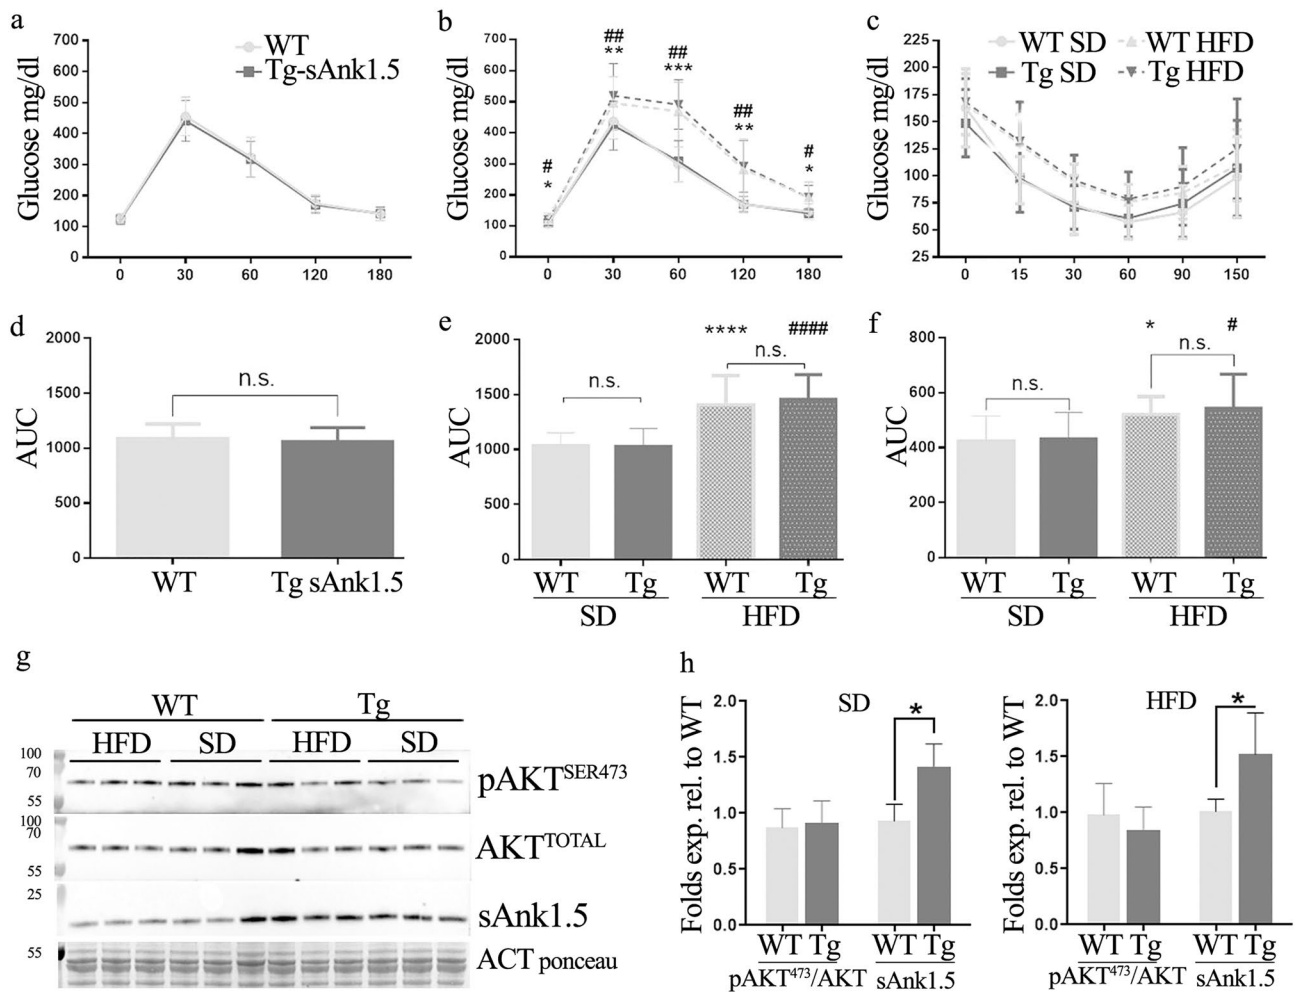 a
700
600
500
400
300
200
100
0
Glucose mg/dl
WT
Tg-sAnk1.5
0 30 60 120 180
b
700
600
500
400
300
200
100
0
Glucose mg/dl
#
*
##
**
##
***
##
**
#
*
0 30 60 120 180
c
225
200
175
150
125
100
75
50
25
Glucose mg/dl
WT SD WT HFD
Tg SD Tg HFD
0 15 30 60 90 150
d
2000
1500
1000
500
0
AUC
n.s.
WT Tg sAnk1.5
e
2000
1500
1000
500
0
AUC
n.s.
**** ####
n.s.
WT Tg WT Tg
SD HFD
f
800
600
400
200
0
AUC
n.s.
* #
n.s.
WT Tg WT Tg
SD HFD
g
WT Tg
HFD SD HFD SD
100
70
55
pAKT^SER473
100
70
55
AKT^TOTAL
25
sAnk1.5
55
ACT ponceau
h
2.0
1.5
1.0
0.5
0.0
Folds exp. rel. to WT
SD
*
WT Tg WT Tg
pAKT^473/AKT sAnk1.5
2.0
1.5
1.0
0.5
0.0
Folds exp. rel. to WT
HFD
*
WT Tg WT Tg
pAKT^473/AKT sAnk1.5